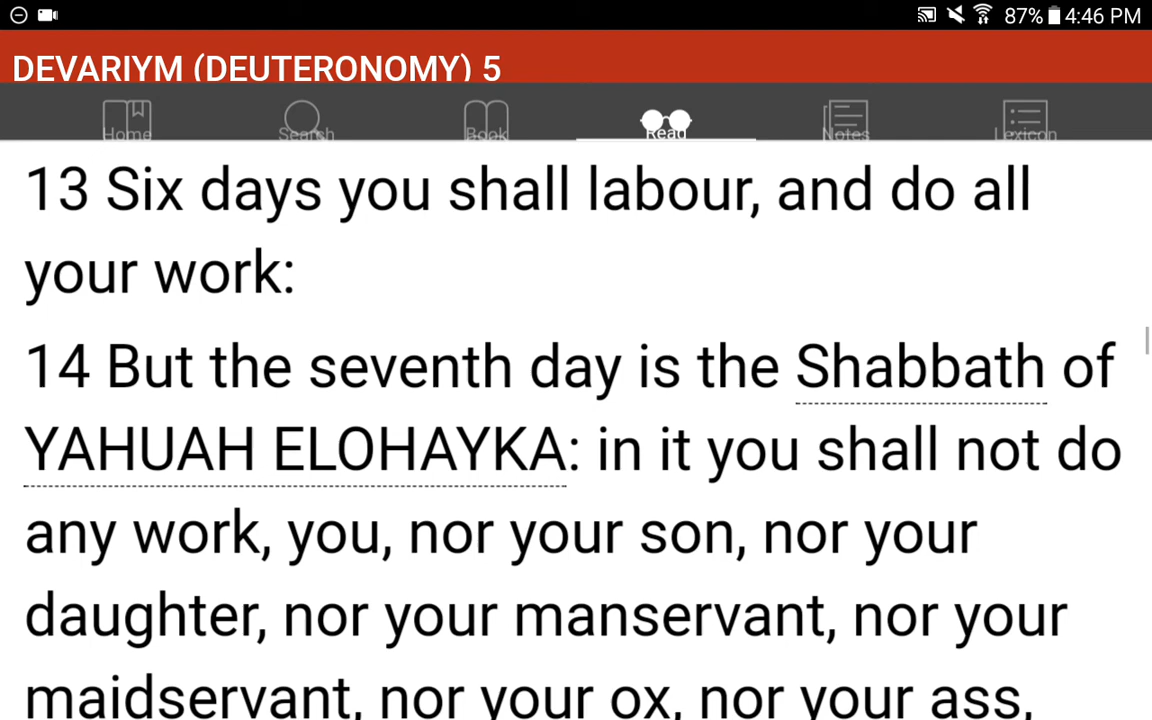 87% 4:46 PM
DEVARIYM (DEUTERONOMY) 5
Home Search Book Read Notes Lexicon
13 Six days you shall labour, and do all
your work:
14 But the seventh day is the Shabbath of
YAHUAH ELOHAYKA: in it you shall not do
any work, you, nor your son, nor your
daughter, nor your manservant, nor your
maidservant, nor your ox, nor your ass,